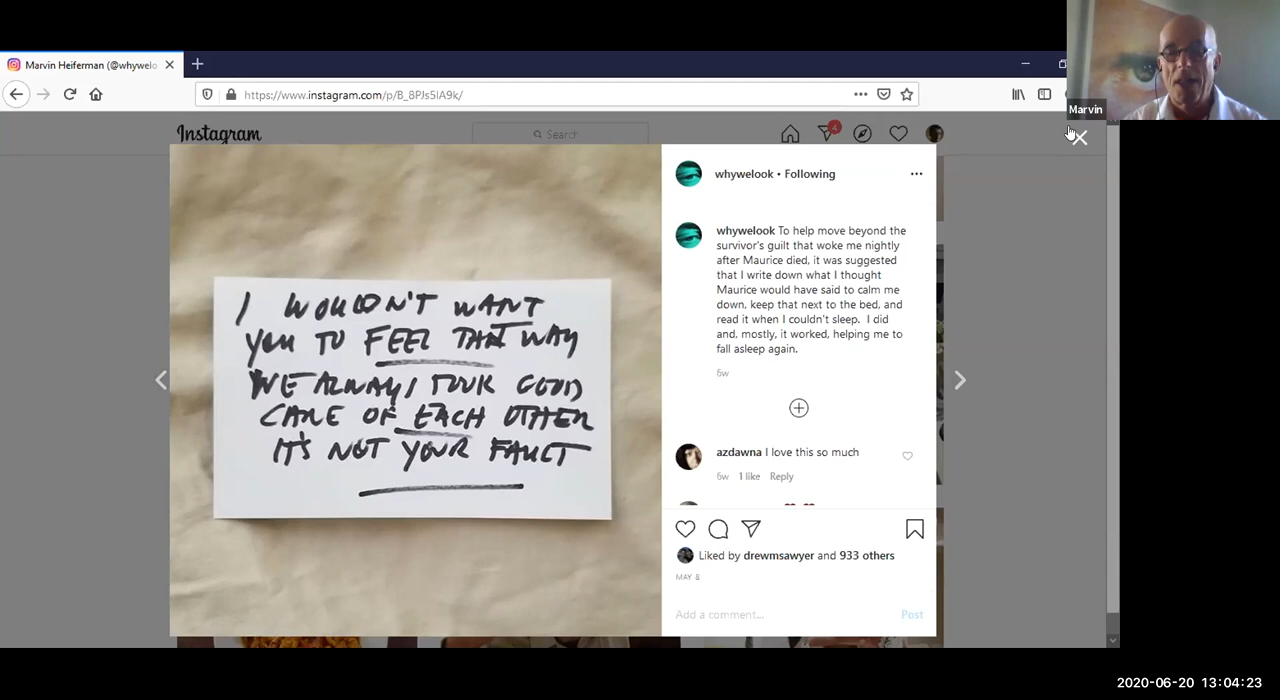 Marvin Heiferman (@whywelo
https://www.instagram.com/p/B_8PJs5lA9k/
Marvin
Instagram
Search
4
I WOULDN'T WANT
YOU TO FEEL THAT WAY
WE ALWAYS TOOK GOOD
CARE OF EACH OTHER
IT'S NOT YOUR FAULT
whywelook • Following
whywelook To help move beyond the
survivor's guilt that woke me nightly
after Maurice died, it was suggested
that I write down what I thought
Maurice would have said to calm me
down, keep that next to the bed, and
read it when I couldn't sleep. I did
and, mostly, it worked, helping me to
fall asleep again.
6w
azdawna I love this so much
6w 1 like Reply
Liked by drewmsawyer and 933 others
MAY 8
Add a comment... Post
2020-06-20 13:04:23